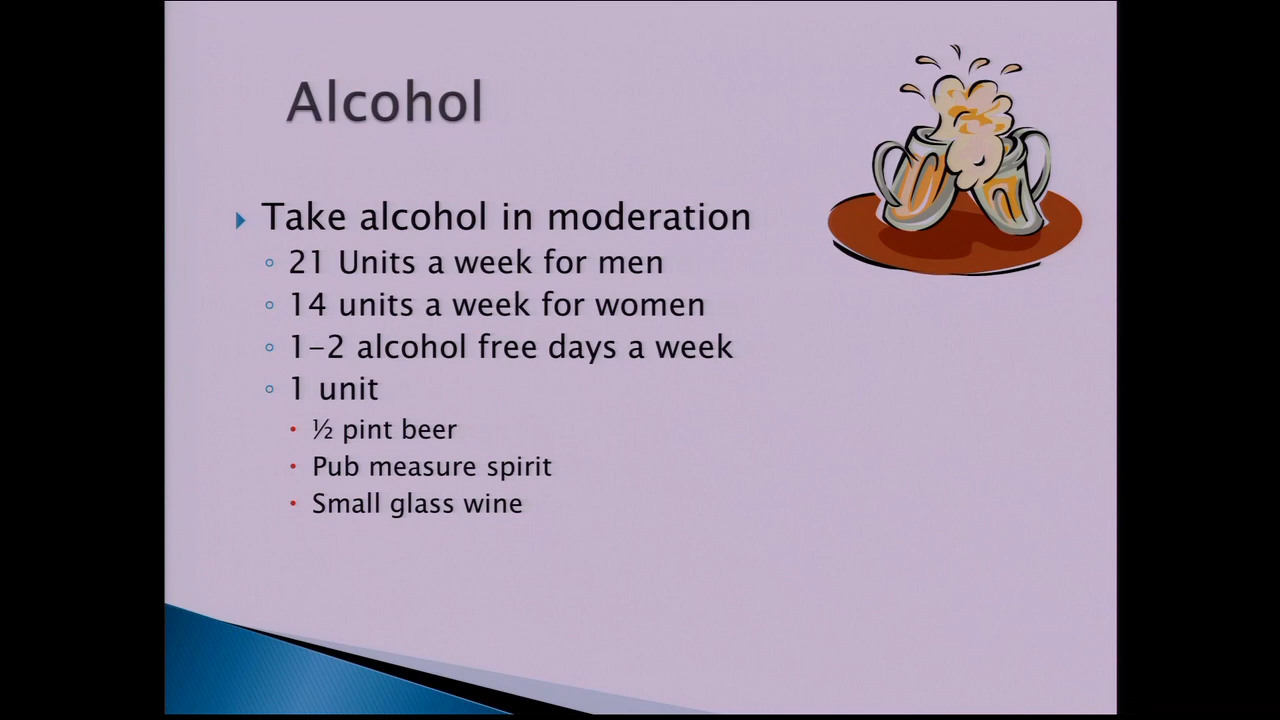 Alcohol
Take alcohol in moderation
21 Units a week for men
14 units a week for women
1-2 alcohol free days a week
1 unit
½ pint beer
Pub measure spirit
Small glass wine